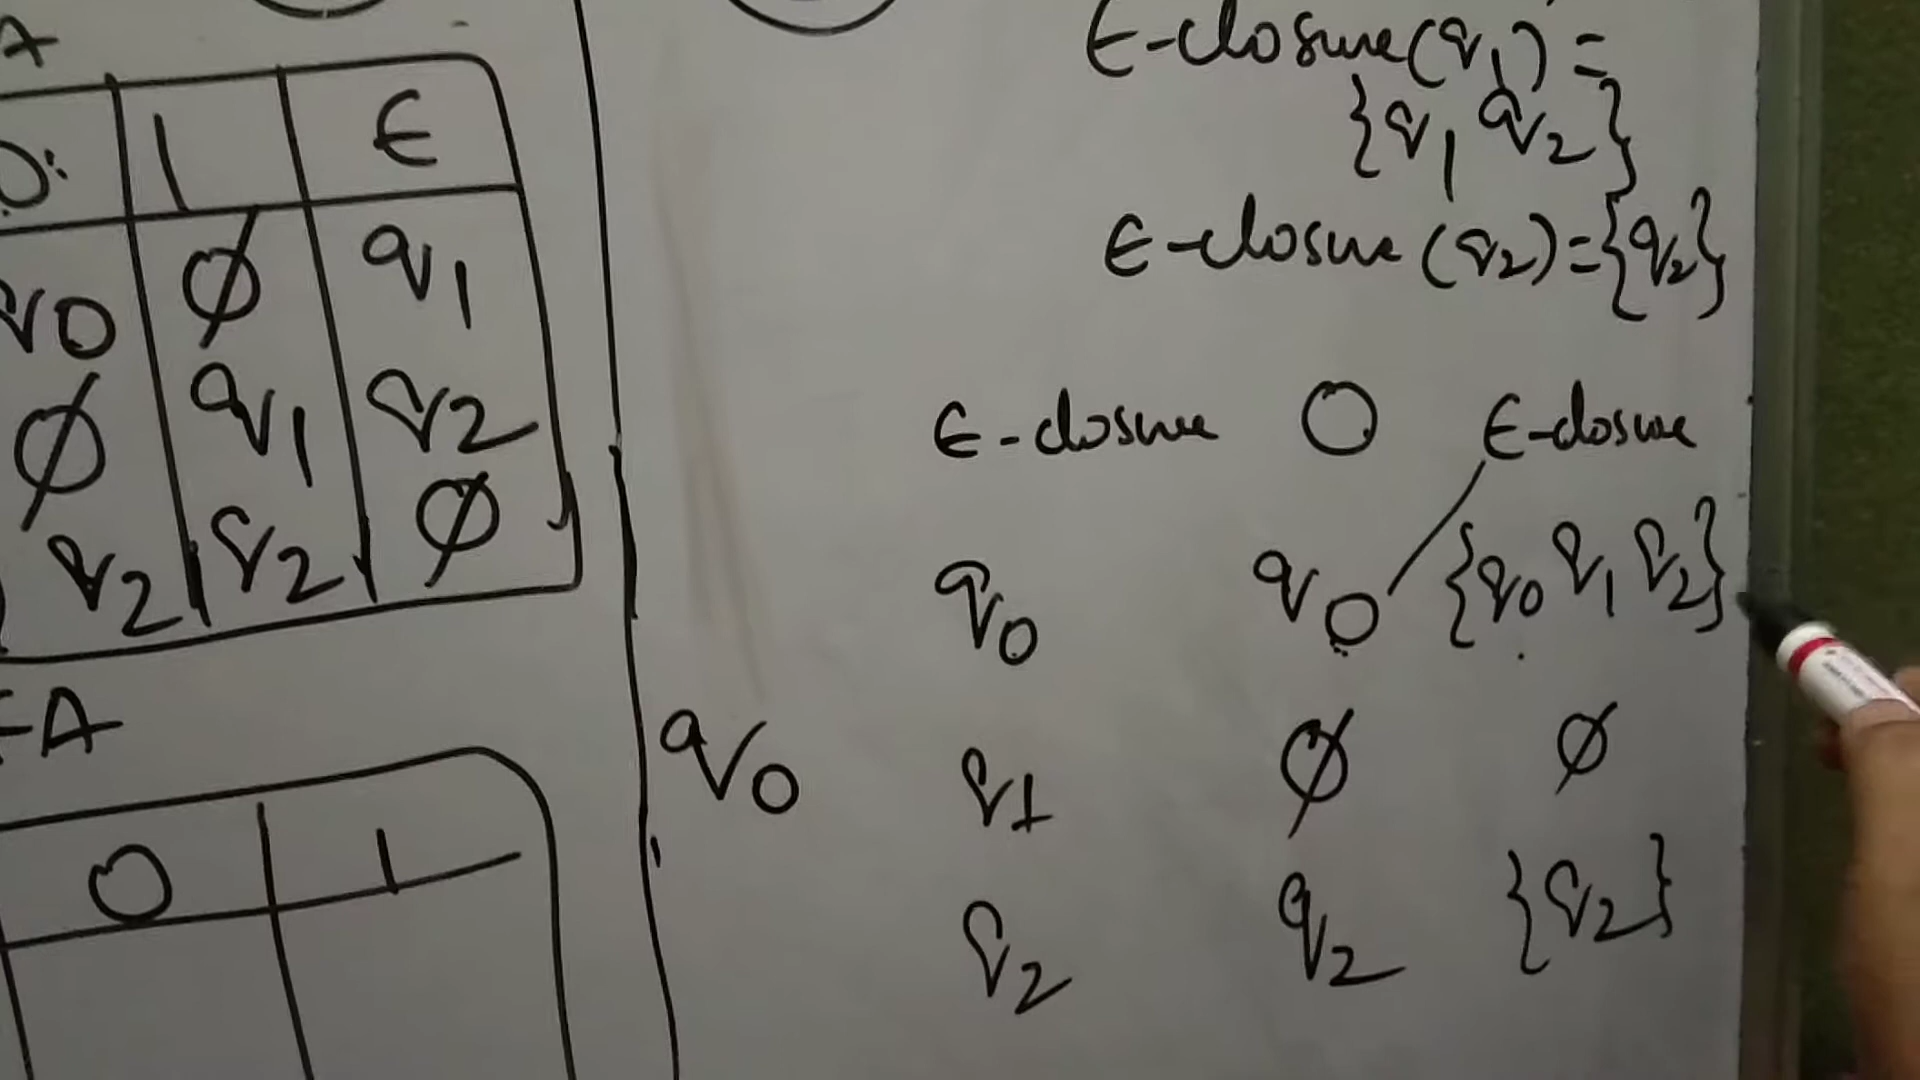 A
0 1 ε
q0 ∅ q1
∅ q1 q2
q2 q2 ∅
FA
0 1
ε-closure(q1) =
{q1 q2}
ε-closure (q2) = {q2}
ε-closure 0 ε-closure
q0 q0 {q0 q1 q2}
q0 q1 ∅ ∅
q2 q2 {q2}